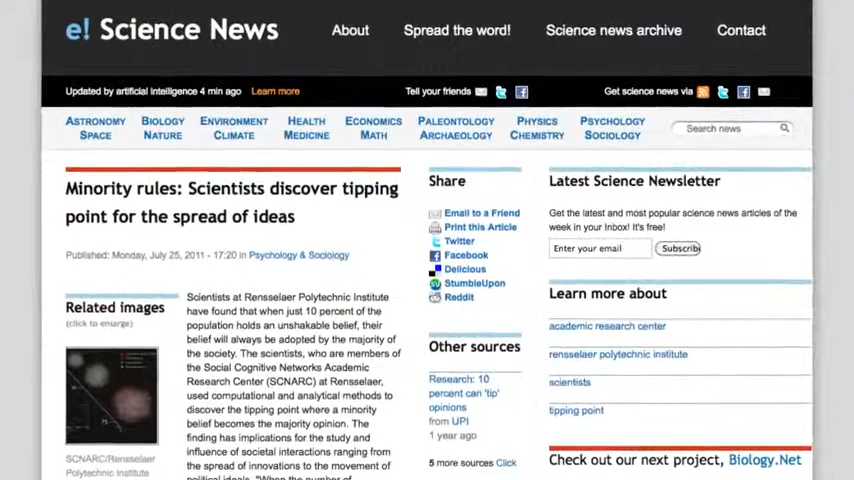 e! Science News
About Spread the word! Science news archive Contact
Updated by artificial intelligence 4 min ago Learn more
Tell your friends
Get science news via
ASTRONOMY SPACE
BIOLOGY NATURE
ENVIRONMENT CLIMATE
HEALTH MEDICINE
ECONOMICS MATH
PALEONTOLOGY ARCHAEOLOGY
PHYSICS CHEMISTRY
PSYCHOLOGY SOCIOLOGY
Search news
Minority rules: Scientists discover tipping
point for the spread of ideas
Published: Monday, July 25, 2011 - 17:20 in Psychology & Sociology
Related images
(click to enlarge)
SCNARC/Rensselaer
Polytechnic Institute
Scientists at Rensselaer Polytechnic Institute
have found that when just 10 percent of the
population holds an unshakable belief, their
belief will always be adopted by the majority of
the society. The scientists, who are members of
the Social Cognitive Networks Academic
Research Center (SCNARC) at Rensselaer,
used computational and analytical methods to
discover the tipping point where a minority
belief becomes the majority opinion. The
finding has implications for the study and
influence of societal interactions ranging from
the spread of innovations to the movement of
political ideals. "When the number of
Share
Email to a Friend
Print this Article
Twitter
Facebook
Delicious
StumbleUpon
Reddit
Other sources
Research: 10
percent can 'tip'
opinions
from UPI
1 year ago
5 more sources Click
Latest Science Newsletter
Get the latest and most popular science news articles of the
week in your Inbox! It's free!
Enter your email Subscrib
Learn more about
academic research center
rensselaer polytechnic institute
scientists
tipping point
Check out our next project, Biology.Net